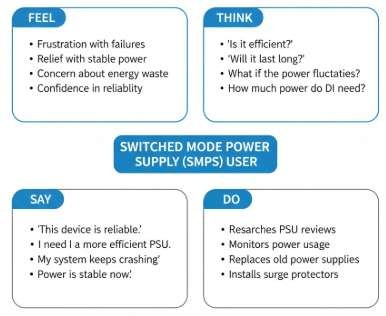 FEEL
• Frustration with failures
• Relief with stable power
• Concern about energy waste
• Confidence in reliablity
THINK
• 'Is it efficient?'
• 'Will it last long?'
• What if the power fluctaties?
• How much power do DI need?
SWITCHED MODE POWER
SUPPLY (SMPS) USER
SAY
• 'This device is reliable.'
• I need I a more efficient PSU.
• My system keeps crashing'
• Power is stable now.'
DO
• Resarches PSU reviews
• Monitors power usage
• Replaces old power supplies
• Installs surge protectors